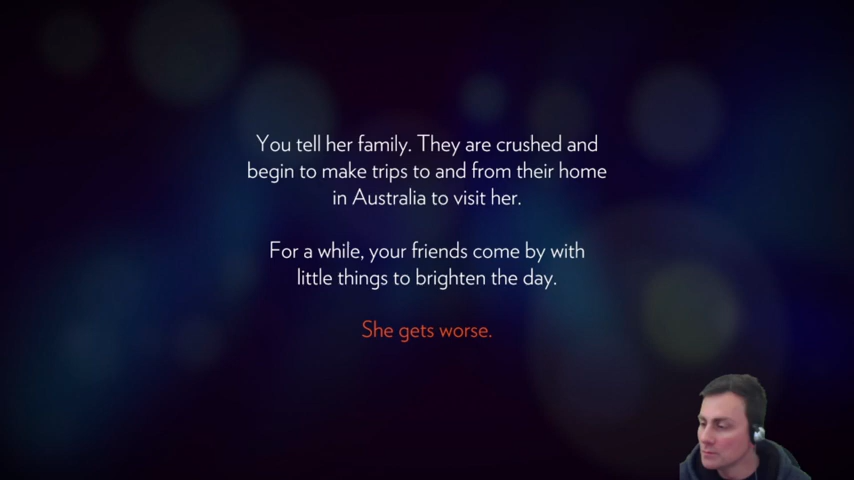 You tell her family. They are crushed and
begin to make trips to and from their home
in Australia to visit her.
For a while, your friends come by with
little things to brighten the day.
She gets worse.